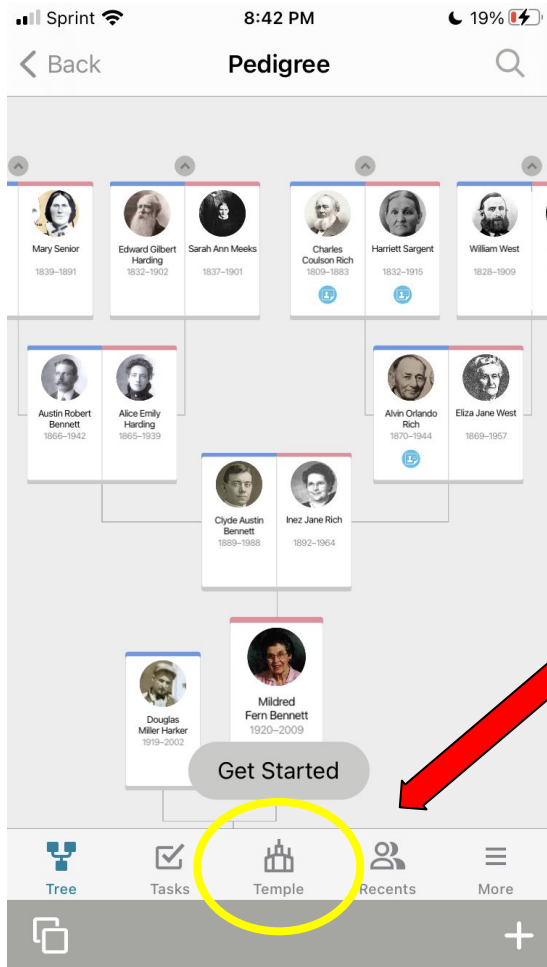 Sprint 8:42 PM 19%
Back Pedigree
Mary Senior
1839–1891
Edward Gilbert
Harding
1832–1902
Sarah Ann Meeks
1837–1901
Charles
Coulson Rich
1809–1883
Harriett Sargent
1832–1915
William West
1828–1909
Austin Robert
Bennett
1866–1942
Alice Emily
Harding
1865–1939
Alvin Orlando
Rich
1870–1944
Eliza Jane West
1869–1957
Clyde Austin
Bennett
1889–1988
Inez Jane Rich
1892–1964
Douglas
Miller Harker
1919–2002
Mildred
Fern Bennett
1920–2009
Get Started
Tree Tasks Temple Recents More